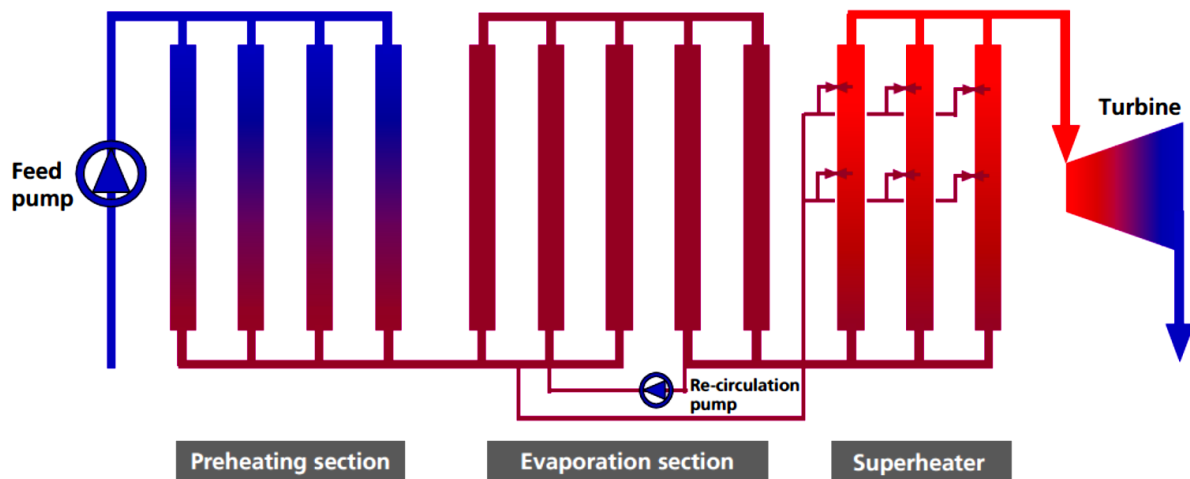 Feed
pump
Turbine
Re-circulation
pump
Preheating section
Evaporation section
Superheater